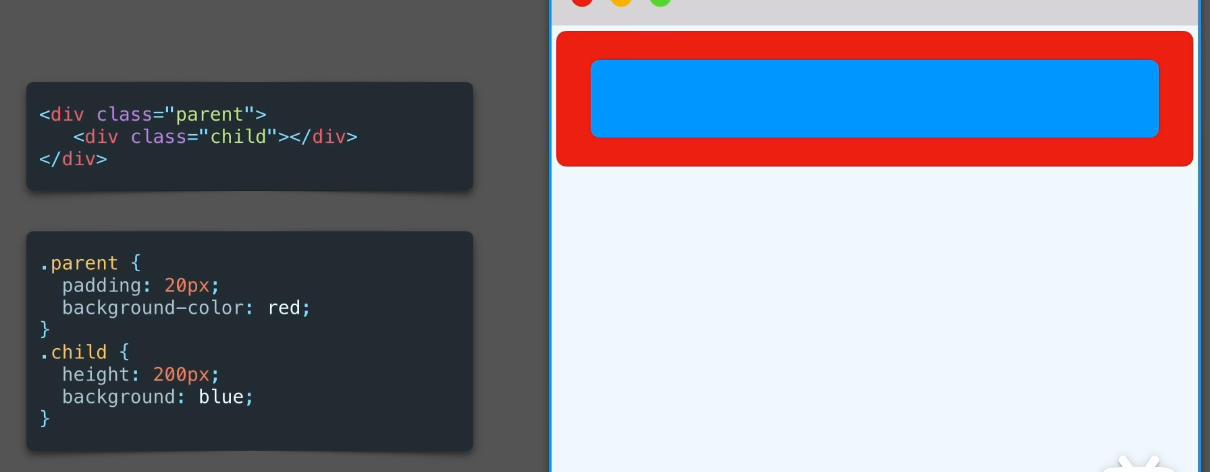 <div class="parent">
<div class="child"></div>
</div>
.parent {
padding: 20px;
background-color: red;
}
.child {
height: 200px;
background: blue;
}